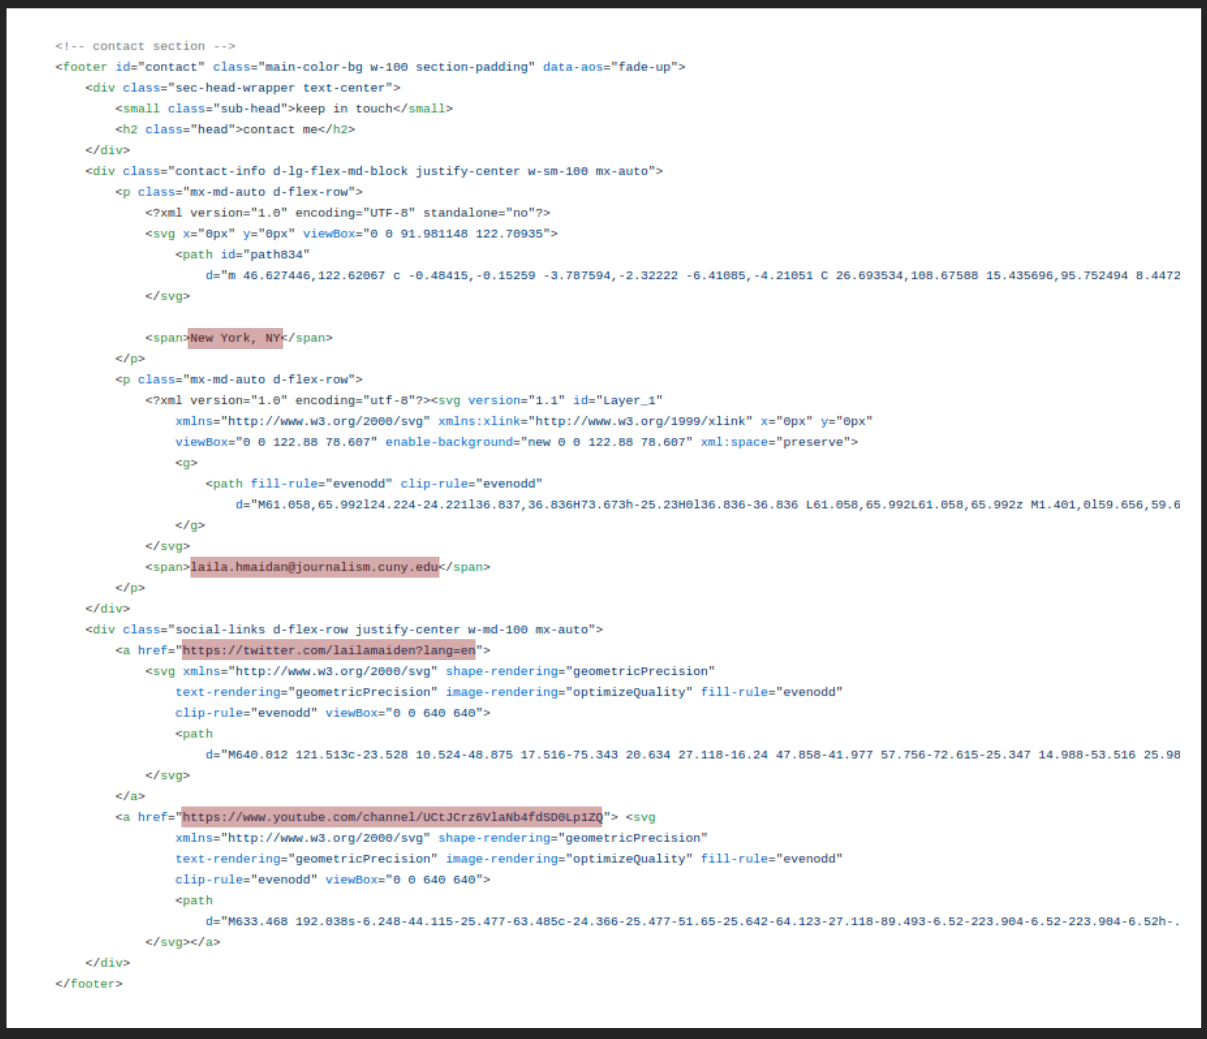 <!-- contact section -->
<footer id="contact" class="main-color-bg w-100 section-padding" data-aos="fade-up">
<div class="sec-head-wrapper text-center">
<small class="sub-head">keep in touch</small>
<h2 class="head">contact me</h2>
</div>
<div class="contact-info d-lg-flex-md-block justify-center w-sm-100 mx-auto">
<p class="mx-md-auto d-flex-row">
<?xml version="1.0" encoding="UTF-8" standalone="no"?>
<svg x="0px" y="0px" viewBox="0 0 91.981148 122.70935">
<path id="path834"
d="m 46.627446,122.62067 c -0.48415,-0.15259 -3.787594,-2.32222 -6.41085,-4.21051 C 26.693534,108.67588 15.435696,95.752494 8.4472
</svg>
<span>New York, NY</span>
</p>
<p class="mx-md-auto d-flex-row">
<?xml version="1.0" encoding="utf-8"?><svg version="1.1" id="Layer_1"
xmlns="http://www.w3.org/2000/svg" xmlns:xlink="http://www.w3.org/1999/xlink" x="0px" y="0px"
viewBox="0 0 122.88 78.607" enable-background="new 0 0 122.88 78.607" xml:space="preserve">
<g>
<path fill-rule="evenodd" clip-rule="evenodd"
d="M61.058,65.992l24.224-24.221l36.837,36.836H73.673h-25.23H0l36.836-36.836 L61.058,65.992L61.058,65.992z M1.401,0l59.656,59.6
</g>
</svg>
<span>laila.hmaidan@journalism.cuny.edu</span>
</p>
</div>
<div class="social-links d-flex-row justify-center w-md-100 mx-auto">
<a href="https://twitter.com/lailamaiden?lang=en">
<svg xmlns="http://www.w3.org/2000/svg" shape-rendering="geometricPrecision"
text-rendering="geometricPrecision" image-rendering="optimizeQuality" fill-rule="evenodd"
clip-rule="evenodd" viewBox="0 0 640 640">
<path
d="M640.012 121.513c-23.528 10.524-48.875 17.516-75.343 20.634 27.118-16.24 47.858-41.977 57.756-72.615-25.347 14.988-53.516 25.98
</svg>
</a>
<a href="https://www.youtube.com/channel/UCtJCrz6VlaNb4fdSD0Lp1ZQ"> <svg
xmlns="http://www.w3.org/2000/svg" shape-rendering="geometricPrecision"
text-rendering="geometricPrecision" image-rendering="optimizeQuality" fill-rule="evenodd"
clip-rule="evenodd" viewBox="0 0 640 640">
<path
d="M633.468 192.038s-6.248-44.115-25.477-63.485c-24.366-25.477-51.65-25.642-64.123-27.118-89.493-6.52-223.904-6.52-223.904-6.52h-.
</svg></a>
</div>
</footer>